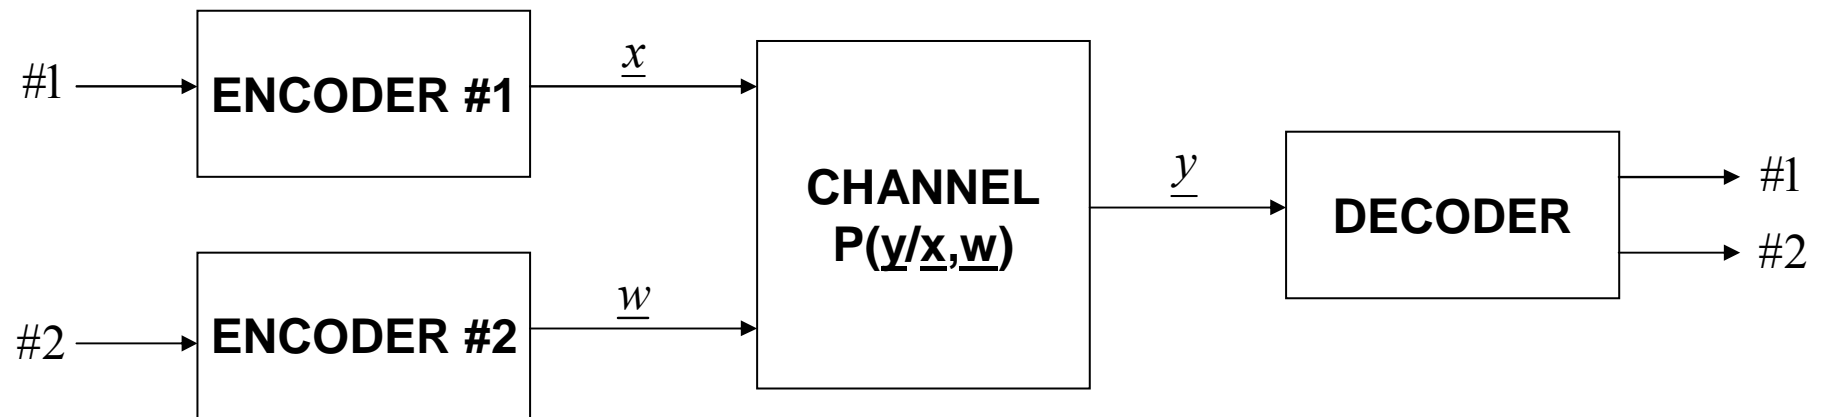 #1
ENCODER #1
x
#2
ENCODER #2
w
CHANNEL
P(y/x,w)
y
DECODER
#1
#2